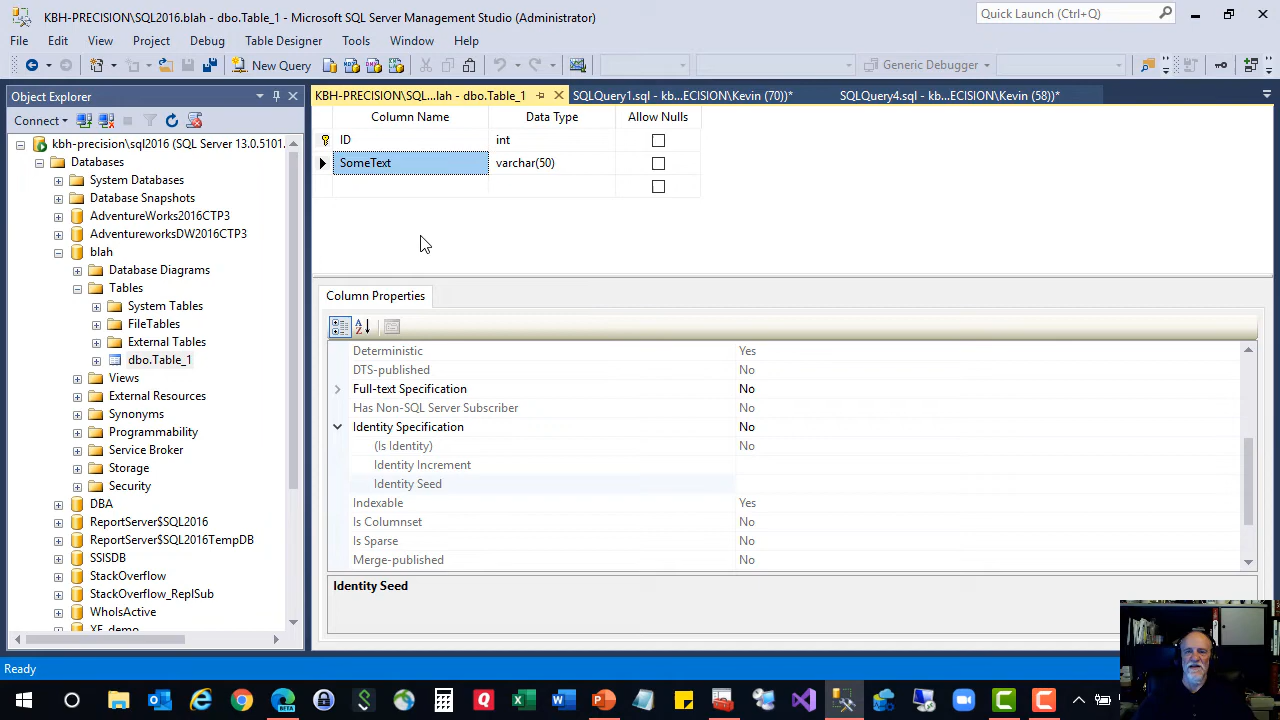 KBH-PRECISION\SQL2016.blah - dbo.Table_1 - Microsoft SQL Server Management Studio (Administrator)
Quick Launch (Ctrl+Q)
File Edit View Project Debug Table Designer Tools Window Help
New Query
MDX DMX XMLA DAX
Generic Debugger
Object Explorer
KBH-PRECISION\SQL...lah - dbo.Table_1
SQLQuery1.sql - kb...ECISION\Kevin (70))*
SQLQuery4.sql - kb...ECISION\Kevin (58))*
Connect
kbh-precision\sql2016 (SQL Server 13.0.5101.
Databases
System Databases
Database Snapshots
AdventureWorks2016CTP3
AdventureworksDW2016CTP3
blah
Database Diagrams
Tables
System Tables
FileTables
External Tables
dbo.Table_1
Views
External Resources
Synonyms
Programmability
Service Broker
Storage
Security
DBA
ReportServer$SQL2016
ReportServer$SQL2016TempDB
SSISDB
StackOverflow
StackOverflow_ReplSub
WhoIsActive
XE_demo
Column Name Data Type Allow Nulls
ID int
SomeText varchar(50)
Column Properties
Deterministic Yes
DTS-published No
Full-text Specification No
Has Non-SQL Server Subscriber No
Identity Specification No
(Is Identity) No
Identity Increment
Identity Seed
Indexable Yes
Is Columnset No
Is Sparse No
Merge-published No
Identity Seed
Ready